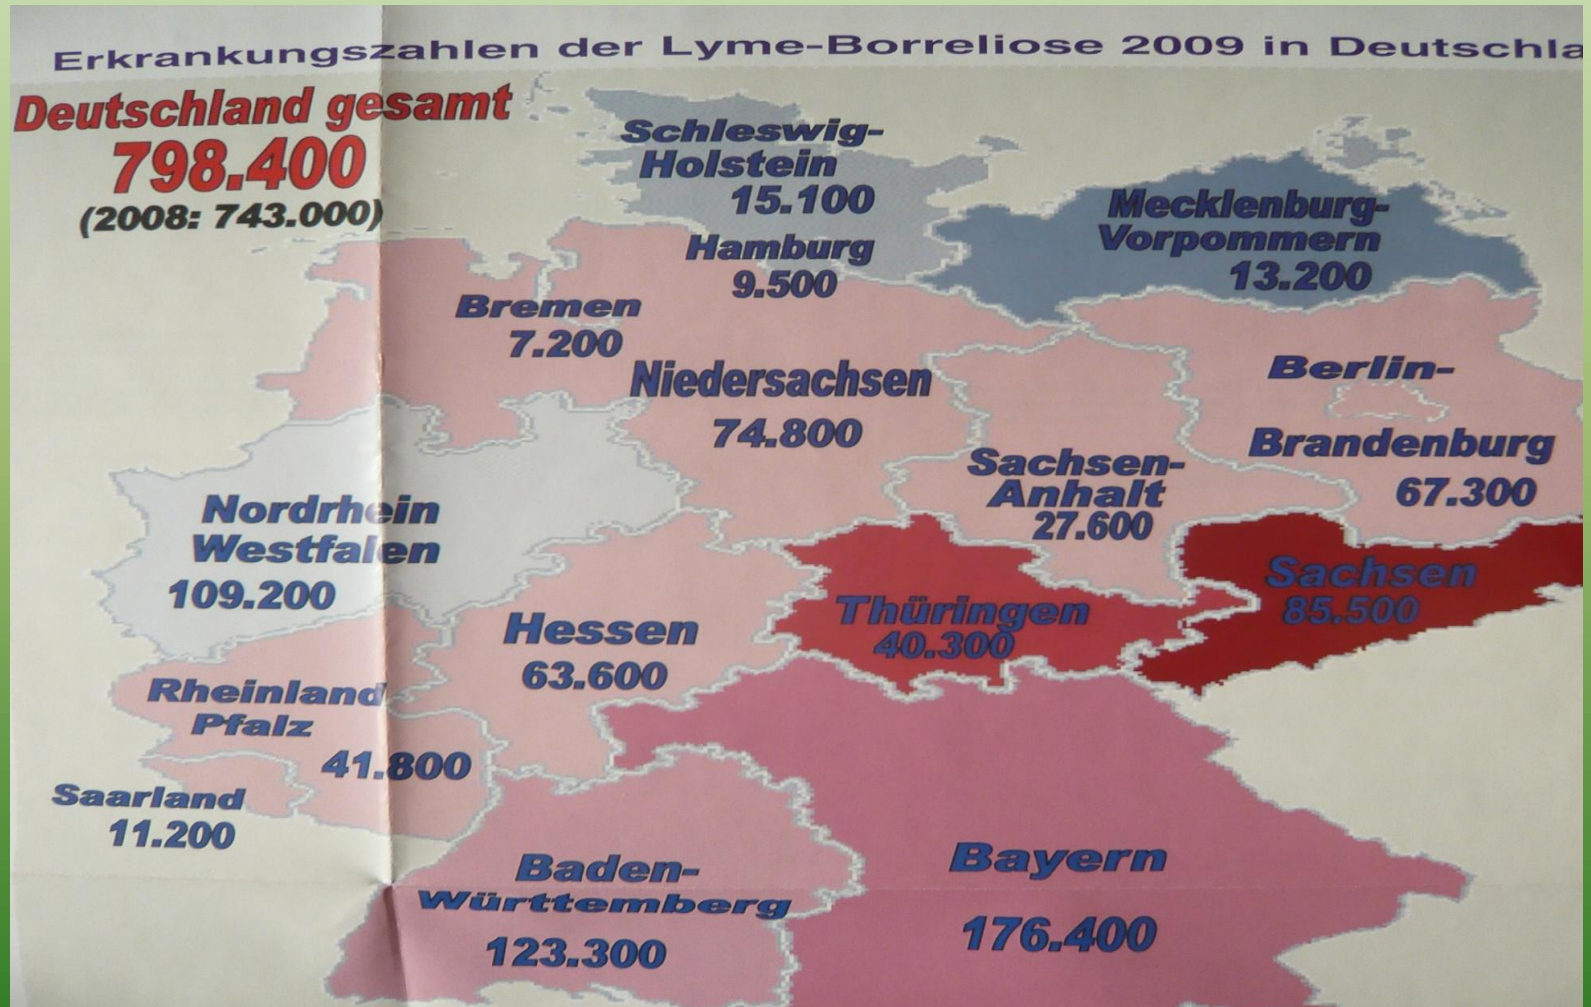 Erkrankungszahlen der Lyme-Borreliose 2009 in Deutschla
Deutschland gesamt
798.400
(2008: 743.000)
Schleswig-
Holstein
15.100
Mecklenburg-
Vorpommern
13.200
Hamburg
9.500
Bremen
7.200
Niedersachsen
74.800
Berlin-
Brandenburg
67.300
Sachsen-
Anhalt
27.600
Nordrhein
Westfalen
109.200
Sachsen
85.500
Thüringen
40.300
Hessen
63.600
Rheinland
Pfalz
41.800
Saarland
11.200
Baden-
Württemberg
123.300
Bayern
176.400